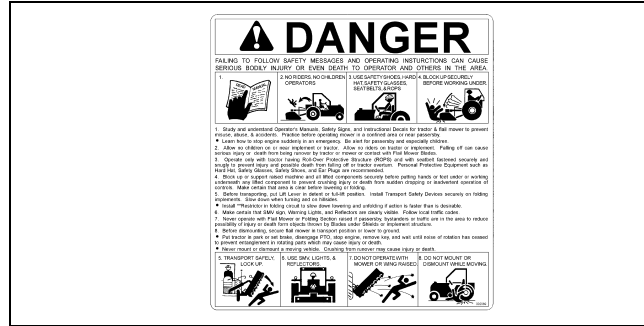 DANGER
FAILING TO FOLLOW SAFETY MESSAGES AND OPERATING INSTURCTIONS CAN CAUSE
SERIOUS BODILY INJURY OR EVEN DEATH TO OPERATOR AND OTHERS IN THE AREA.
1.
2. NO RIDERS, NO CHILDREN
OPERATORS
3. USE SAFETY SHOES, HARD
HAT, SAFETY GLASSES,
SEAT BELTS, & ROPS
4. BLOCK UP SECURELY
BEFORE WORKING UNDER.
1. Study and understand Operator's Manuals, Safety Signs, and Instructional Decals for tractor & flail mower to prevent
misuse, abuse, & accidents. Practice before operating mower in a confined area or near passersby.
• Learn how to stop engine suddenly in an emergency. Be alert for passersby and especially children.
2. Allow no children on or near implement or tractor. Allow no riders on tractor or implement. Falling off can cause
serious injury or death from being runover by tractor or mower or contact with Flail Mower Blades.
3. Operate only with tractor having Roll-Over Protective Structure (ROPS) and with seatbelt fastened securely and
snugly to prevent injury and possible death from falling off or tractor overturn. Personal Protective Equipment such as
Hard Hat, Safety Glasses, Safety Shoes, and Ear Plugs are recommended.
4. Block up or support raised machine and all lifted components securely before putting hands or feet under or working
underneath any lifted component to prevent crushing injury or death from sudden dropping or inadvertent operation of
controls. Make certain that area is clear before lowering or folding.
5. Before transporting, put Lift Lever in detent or full-lift position. Install Transport Safety Devices securely on folding
implements. Slow down when turning and on hillsides.
• Install Restrictor in folding circuit to slow down lowering and unfolding if action is faster than is desirable.
6. Make certain that SMV sign, Warning Lights, and Reflectors are clearly visible. Follow local traffic codes.
7. Never operate with Flail Mower or Folding Section raised if passersby, bystanders or traffic are in the area to reduce
possibility of injury or death from objects thrown by Blades under Shields or implement structure.
8. Before dismounting, secure flail mower in transport position or lower to ground.
• Put tractor in park or set brake, disengage PTO, stop engine, remove key, and wait until noise of rotation has ceased
to prevent entanglement in rotating parts which may cause injury or death.
• Never mount or dismount a moving vehicle. Crushing from runover may cause injury or death.
5. TRANSPORT SAFELY.
LOCK UP.
6. USE SMV, LIGHTS, &
REFLECTORS.
7. DO NOT OPERATE WITH
MOWER OR WING RAISED.
8. DO NOT MOUNT OR
DISMOUNT WHILE MOVING.